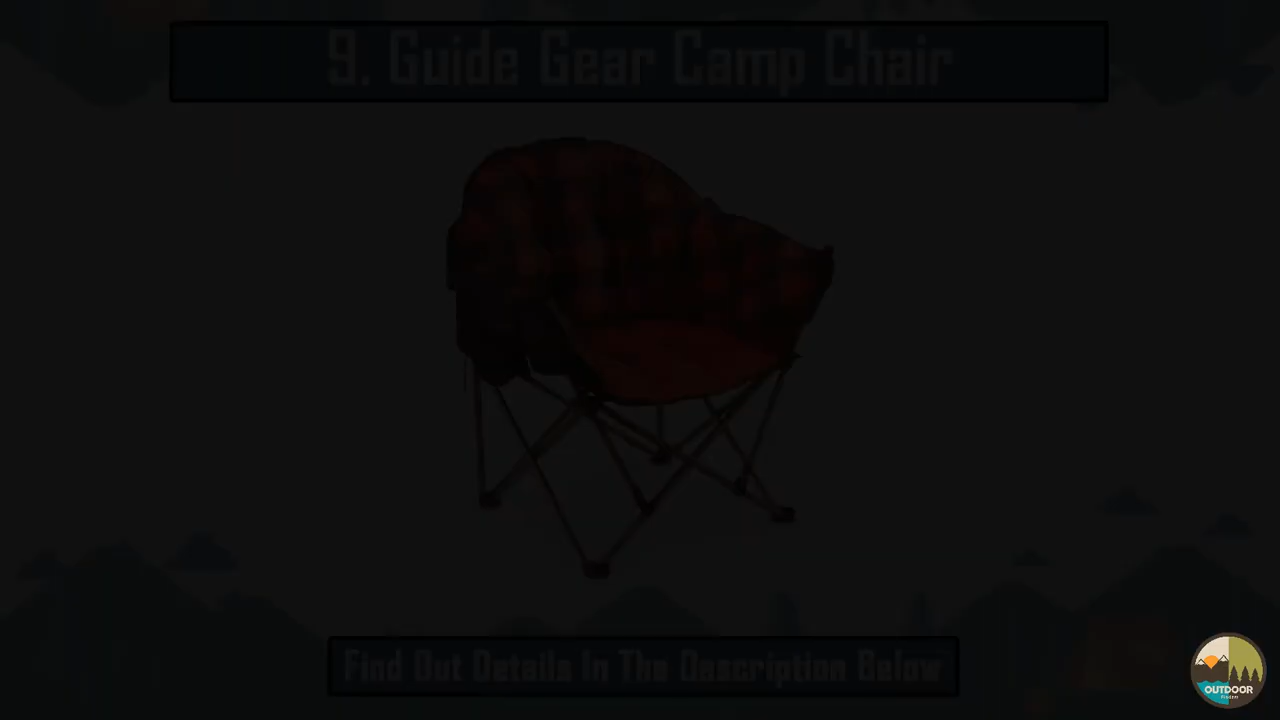 9. Guide Gear Camp Chair
Find Out Details In The Description Below
OUTDOOR